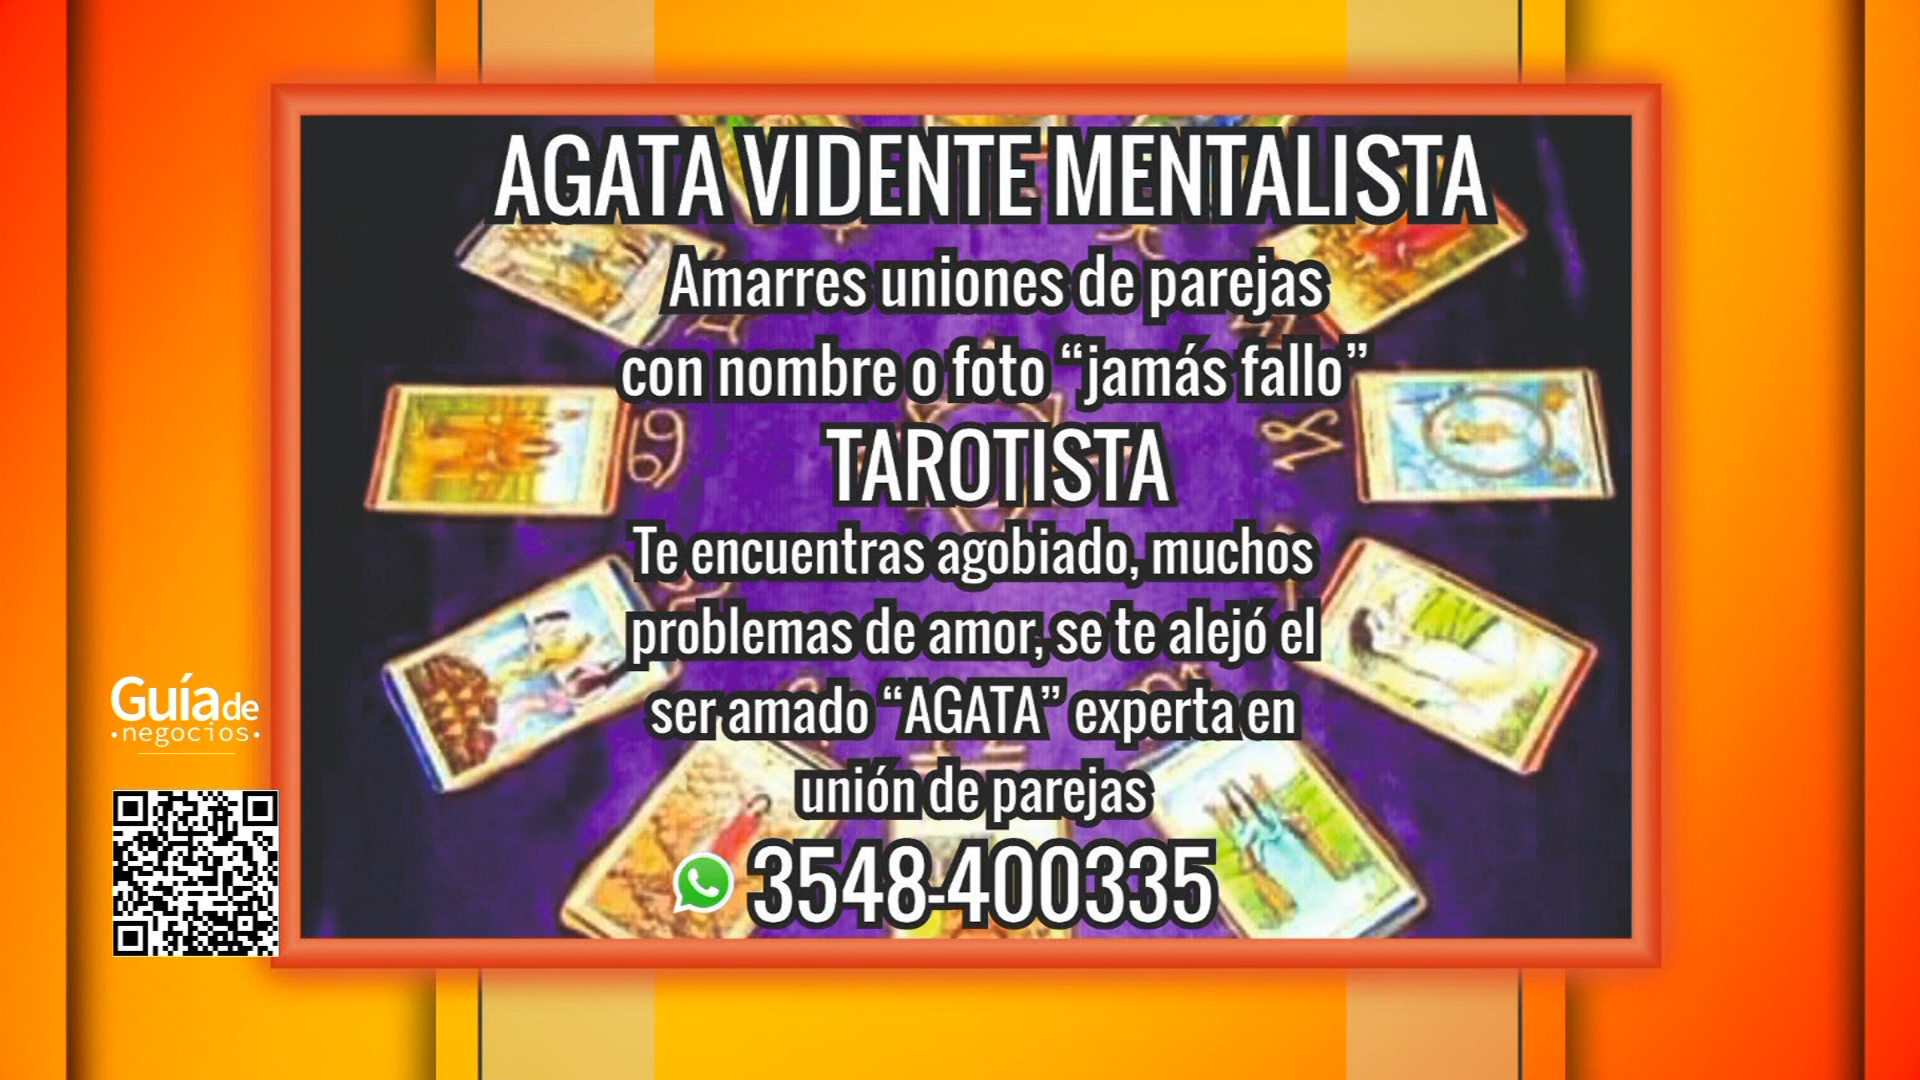 AGATA VIDENTE MENTALISTA
Amarres uniones de parejas
con nombre o foto “jamás fallo”
TAROTISTA
Te encuentras agobiado, muchos
problemas de amor, se te alejó el
ser amado “AGATA” experta en
unión de parejas
3548-400335
Guía de
•negocios•